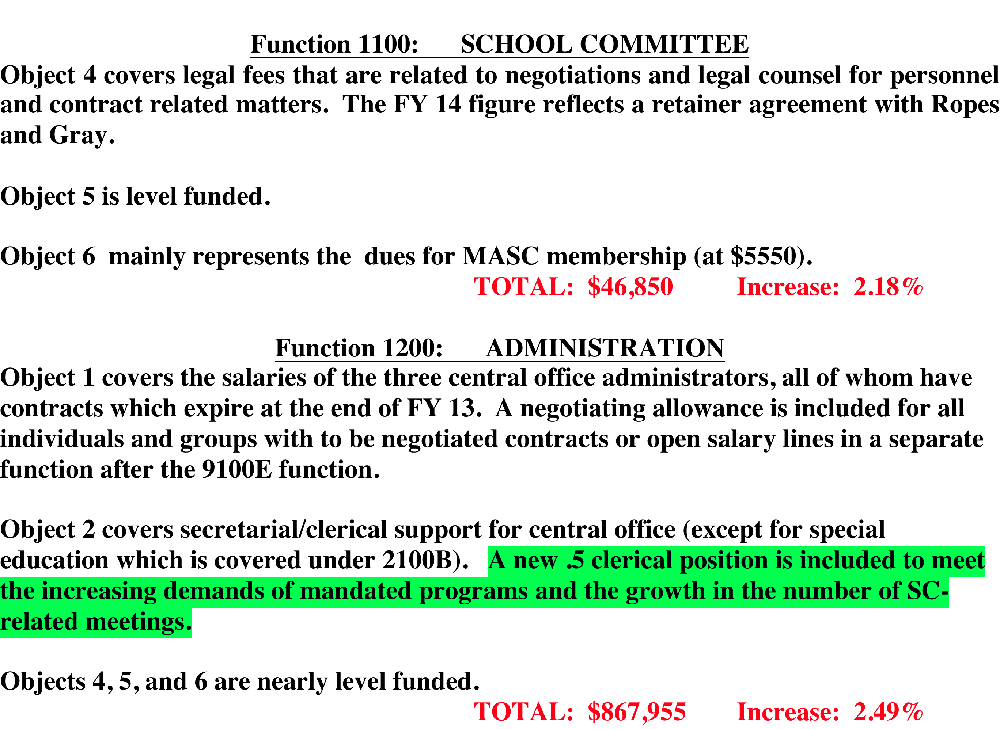 Function 1100: SCHOOL COMMITTEE
Object 4 covers legal fees that are related to negotiations and legal counsel for personnel
and contract related matters. The FY 14 figure reflects a retainer agreement with Ropes
and Gray.
Object 5 is level funded.
Object 6 mainly represents the dues for MASC membership (at $5550).
TOTAL: $46,850 Increase: 2.18%
Function 1200: ADMINISTRATION
Object 1 covers the salaries of the three central office administrators, all of whom have
contracts which expire at the end of FY 13. A negotiating allowance is included for all
individuals and groups with to be negotiated contracts or open salary lines in a separate
function after the 9100E function.
Object 2 covers secretarial/clerical support for central office (except for special
education which is covered under 2100B). A new .5 clerical position is included to meet
the increasing demands of mandated programs and the growth in the number of SC-
related meetings.
Objects 4, 5, and 6 are nearly level funded.
TOTAL: $867,955 Increase: 2.49%